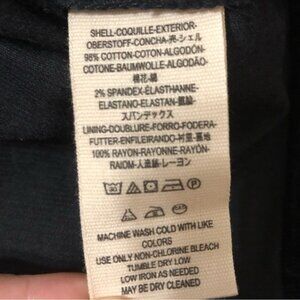 SHELL-COQUILLE-EXTERIOR-
OBERSTOFF-CONCHA-売-シェル
98% COTTON-COTON-ALGODÓN-
COTONE-BAUMWOLLE-ALGODÃO-
棉花-綿
2% SPANDEX-ÉLASTHANNE-
ELASTANO-ELASTAN-
スパンデックス
LINING-DOUBLURE-FORRO-FODERA-
FUTTER-ENFILEIRANDO-村里-裏地
100% RAYON-RAYONNE-RAYÓN-
RAIOM-人造絲-レーヨン
MACHINE WASH COLD WITH LIKE
COLORS
USE ONLY NON-CHLORINE BLEACH
TUMBLE DRY LOW
LOW IRON AS NEEDED
MAY BE DRY CLEANED